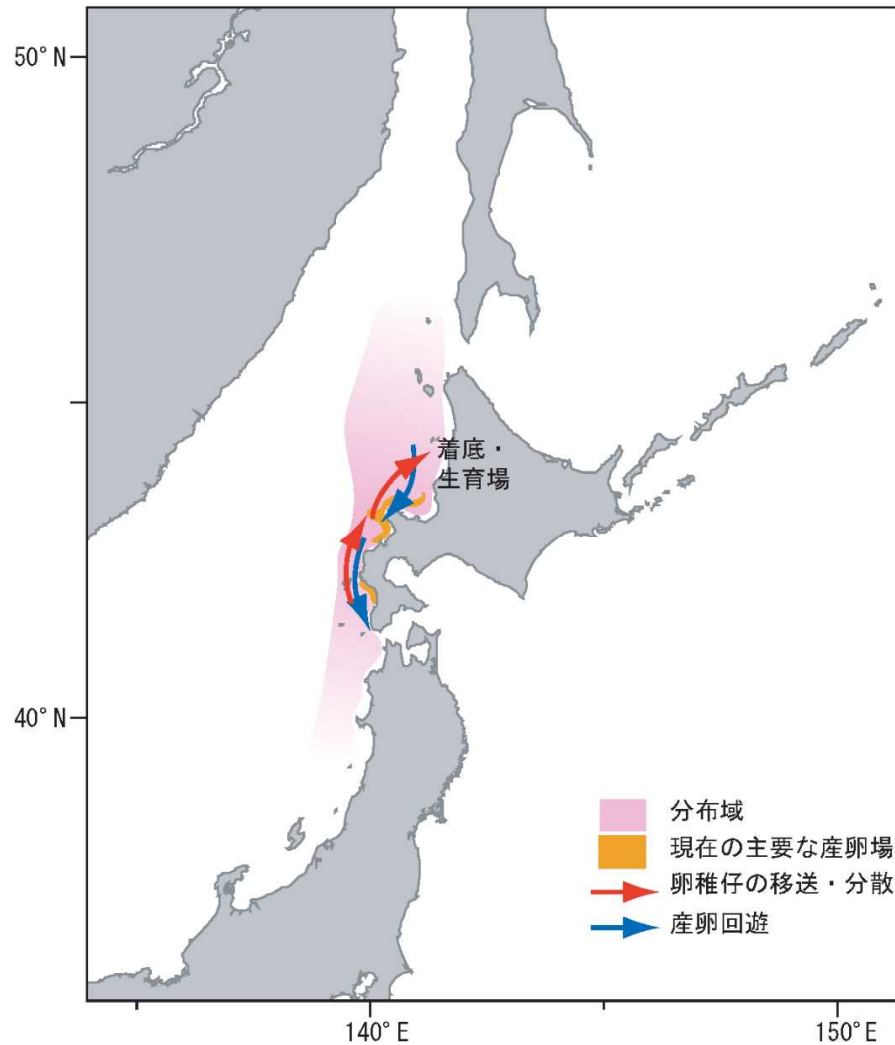 50° N
着底・
生育場
40° N
分布域
現在の主要な産卵場
卵稚仔の移送・分散
産卵回遊
140° E
150° E